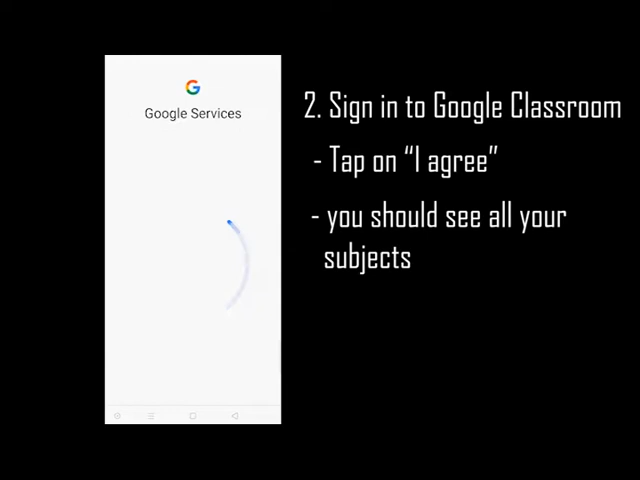 Google Services
2. Sign in to Google Classroom
- Tap on “I agree”
- you should see all your
subjects